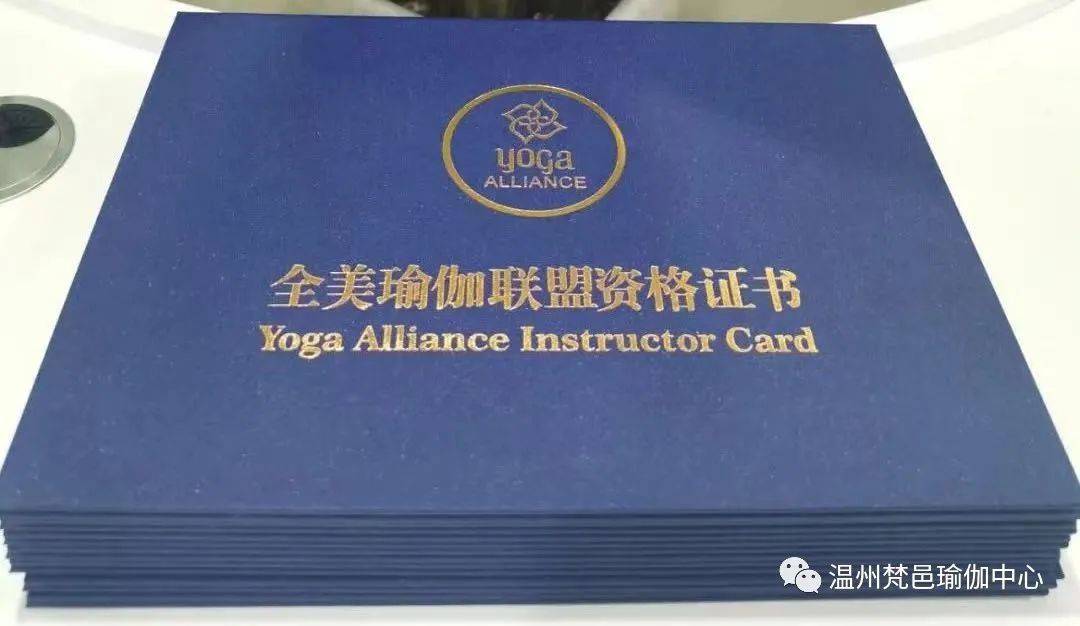 yoga
ALLIANCE
全美瑜伽联盟资格证书
Yoga Alliance Instructor Card
温州梵邑瑜伽中心